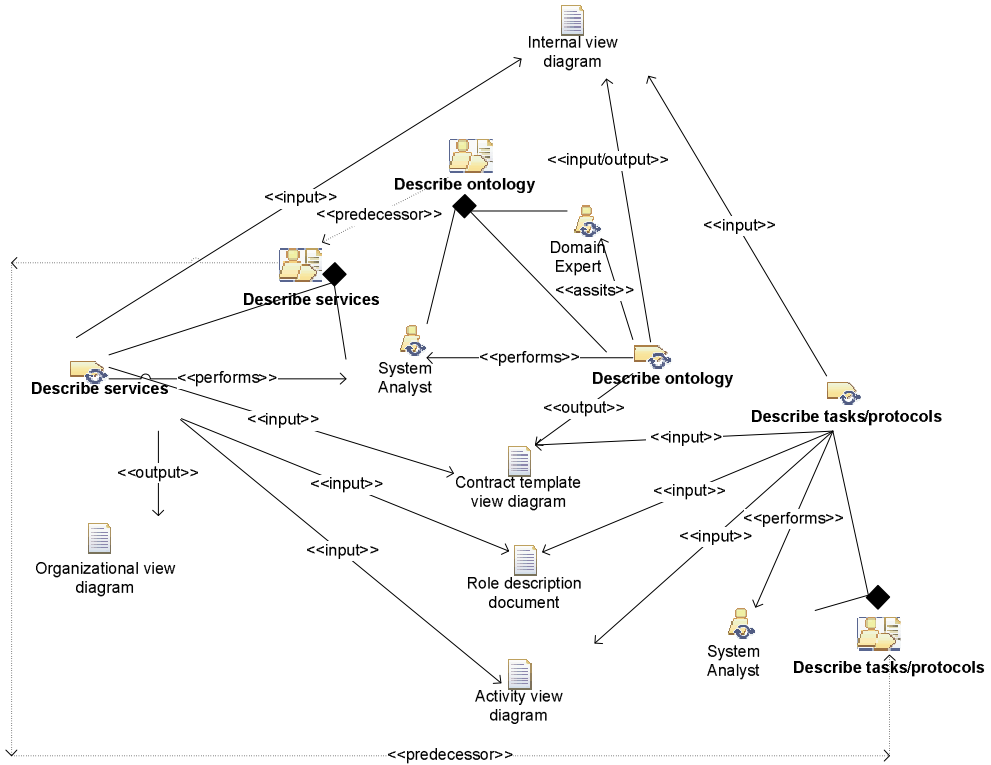 Internal view
diagram
<<input/output>>
Describe ontology
<<input>>
<<predecessor>>
<<input>>
Domain
Expert
<<assits>>
Describe services
System
Analyst
<<performs>>
Describe ontology
<<performs>>
Describe services
<<output>>
Describe tasks/protocols
<<input>>
<<input>>
<<output>>
Contract template
view diagram
<<input>>
<<input>>
<<performs>>
<<input>>
<<input>>
Organizational view
diagram
Role description
document
System
Analyst
Describe tasks/protocols
Activity view
diagram
<<predecessor>>